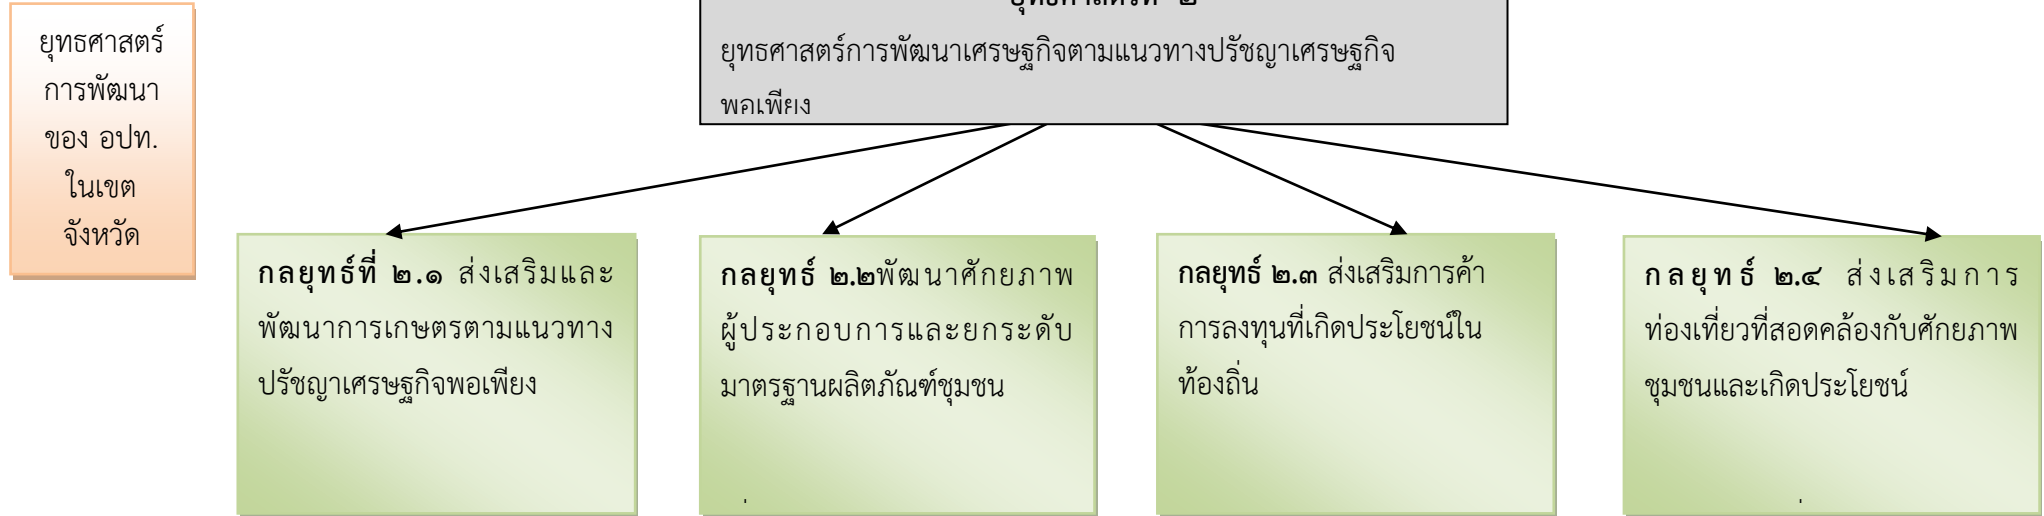 ยุทธศาสตร์
การพัฒนา
ของ อปท.
ในเขต
จังหวัด
ยุทธศาสตร์ที่ ๒
ยุทธศาสตร์การพัฒนาเศรษฐกิจตามแนวทางปรัชญาเศรษฐกิจ
พอเพียง
กลยุทธ์ที่ ๒.๑ ส่งเสริมและ
พัฒนาการเกษตรตามแนวทาง
ปรัชญาเศรษฐกิจพอเพียง
กลยุทธ์ ๒.๒พัฒนาศักยภาพ
ผู้ประกอบการและยกระดับ
มาตรฐานผลิตภัณฑ์ชุมชน
กลยุทธ์ ๒.๓ ส่งเสริมการค้า
การลงทุนที่เกิดประโยชน์ใน
ท้องถิ่น
กลยุทธ์ ๒.๔ ส่งเสริมการ
ท่องเที่ยวที่สอดคล้องกับศักยภาพ
ชุมชนและเกิดประโยชน์